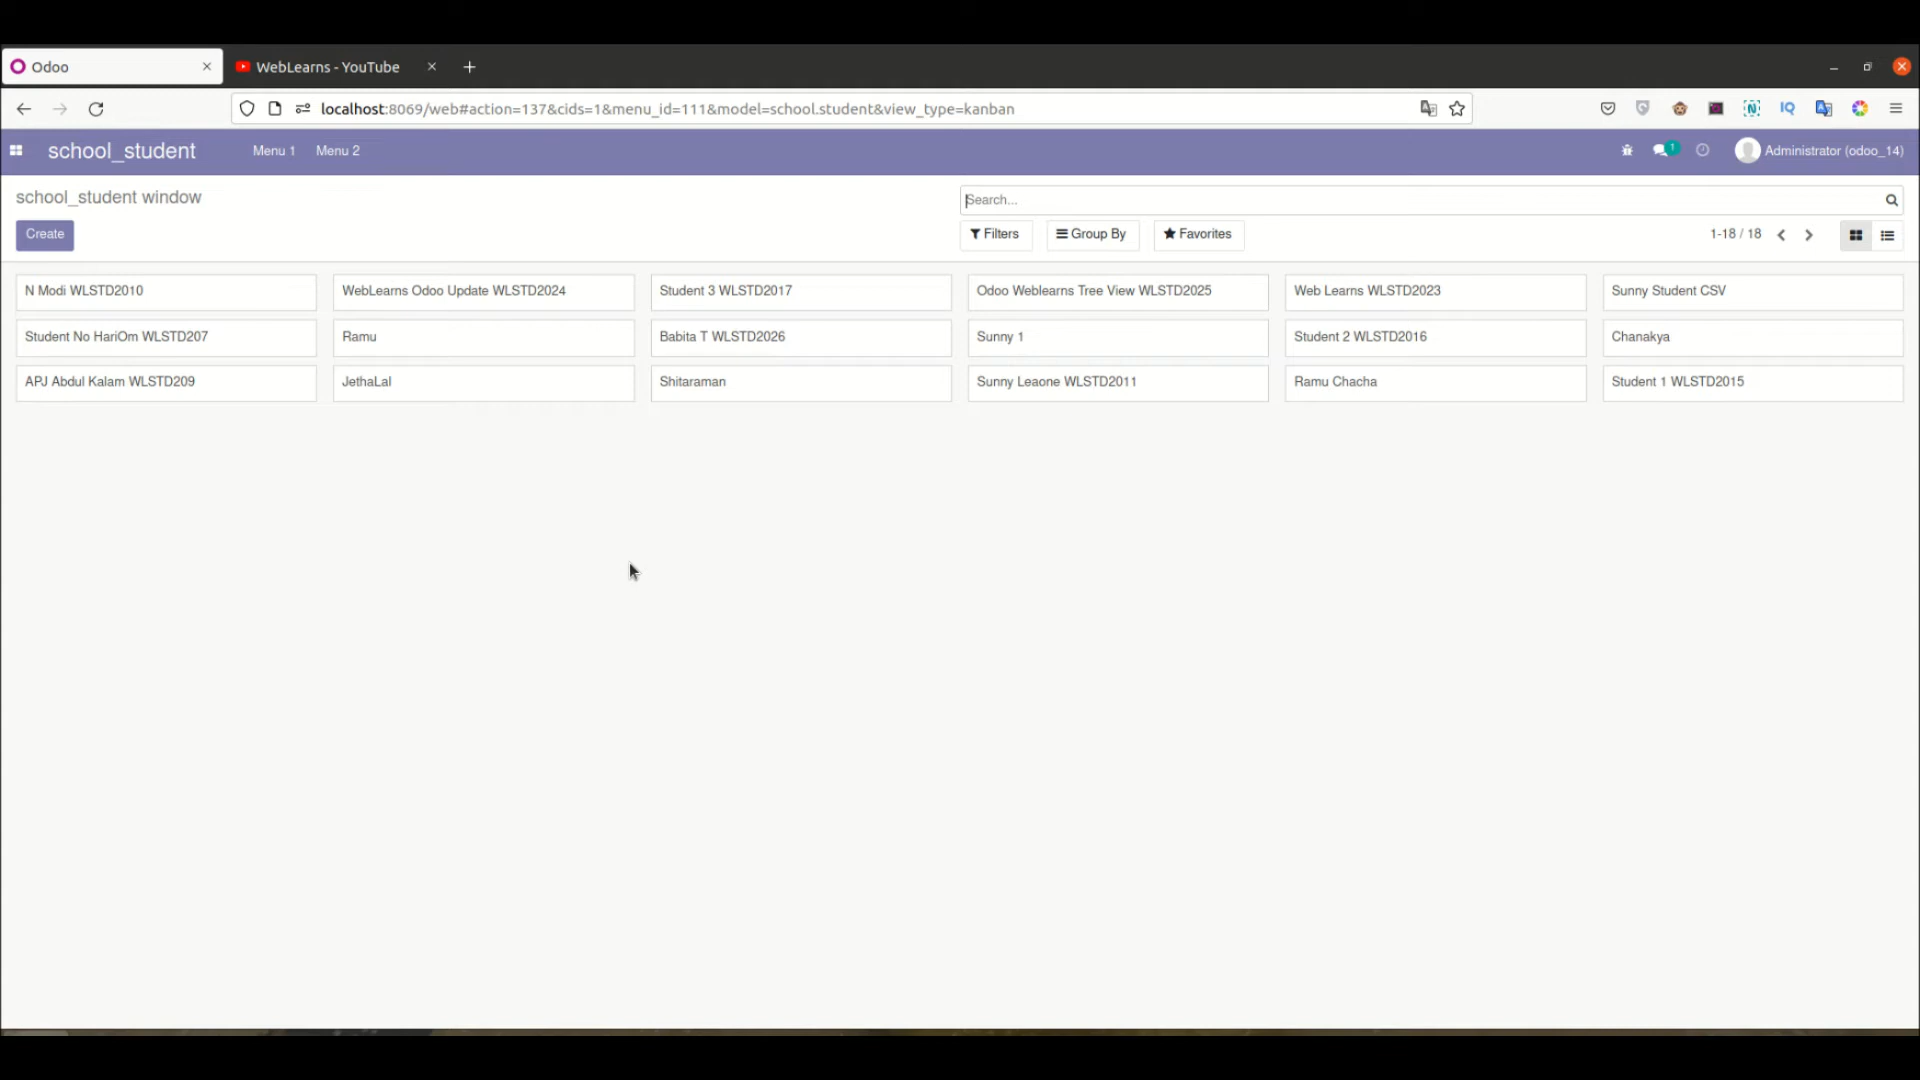 Odoo
WebLearns - YouTube
localhost:8069/web#action=137&cids=1&menu_id=111&model=school.student&view_type=kanban
school_student
Menu 1
Menu 2
1
Administrator (odoo_14)
school_student window
Search...
Create
Filters
Group By
Favorites
1-18 / 18
N Modi WLSTD2010
WebLearns Odoo Update WLSTD2024
Student 3 WLSTD2017
Odoo Weblearns Tree View WLSTD2025
Web Learns WLSTD2023
Sunny Student CSV
Student No HariOm WLSTD207
Ramu
Babita T WLSTD2026
Sunny 1
Student 2 WLSTD2016
Chanakya
APJ Abdul Kalam WLSTD209
JethaLal
Shitaraman
Sunny Leaone WLSTD2011
Ramu Chacha
Student 1 WLSTD2015